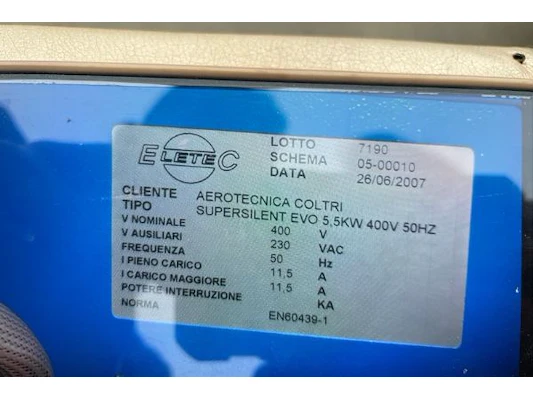 ELETEC
LOTTO 7190
SCHEMA 05-00010
DATA 26/06/2007
CLIENTE AEROTECNICA COLTRI
TIPO SUPERSILENT EVO 5,5KW 400V 50HZ
V NOMINALE 400 V
V AUSILIARI 230 VAC
FREQUENZA 50 Hz
I PIENO CARICO 11,5 A
I CARICO MAGGIORE 11,5 A
POTERE INTERRUZIONE KA
NORMA EN60439-1